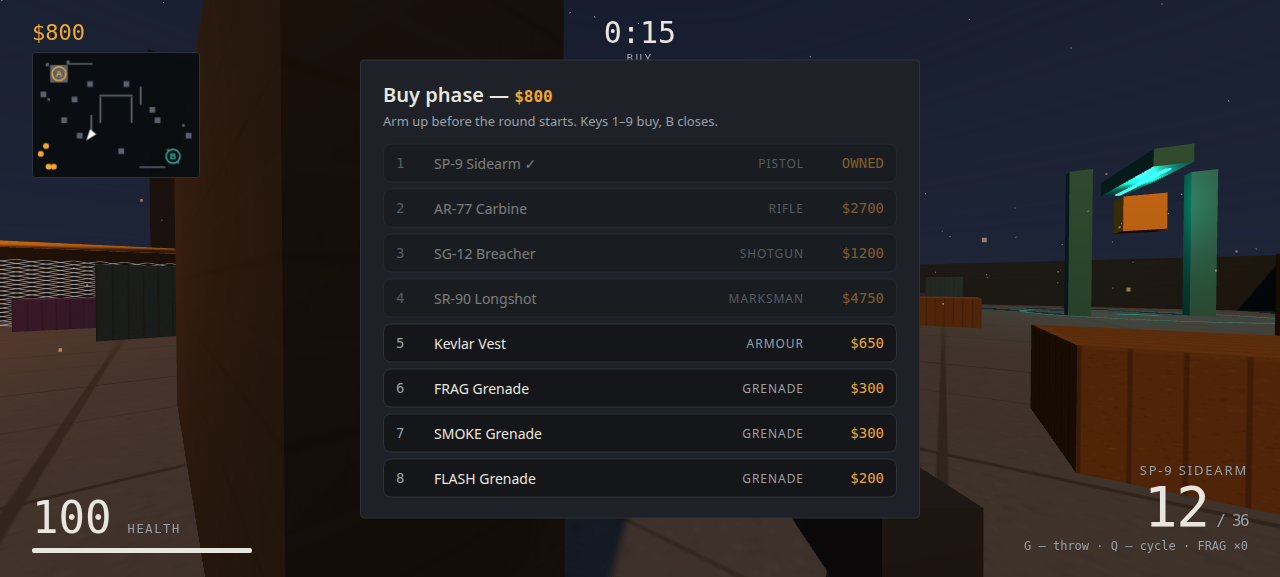 $800
A
B
0:15
BUY
Buy phase — $800
Arm up before the round starts. Keys 1–9 buy, B closes.
1 SP-9 Sidearm ✓ PISTOL OWNED
2 AR-77 Carbine RIFLE $2700
3 SG-12 Breacher SHOTGUN $1200
4 SR-90 Longshot MARKSMAN $4750
5 Kevlar Vest ARMOUR $650
6 FRAG Grenade GRENADE $300
7 SMOKE Grenade GRENADE $300
8 FLASH Grenade GRENADE $200
100 HEALTH
SP-9 SIDEARM
12 / 36
G — throw · Q — cycle · FRAG ×0